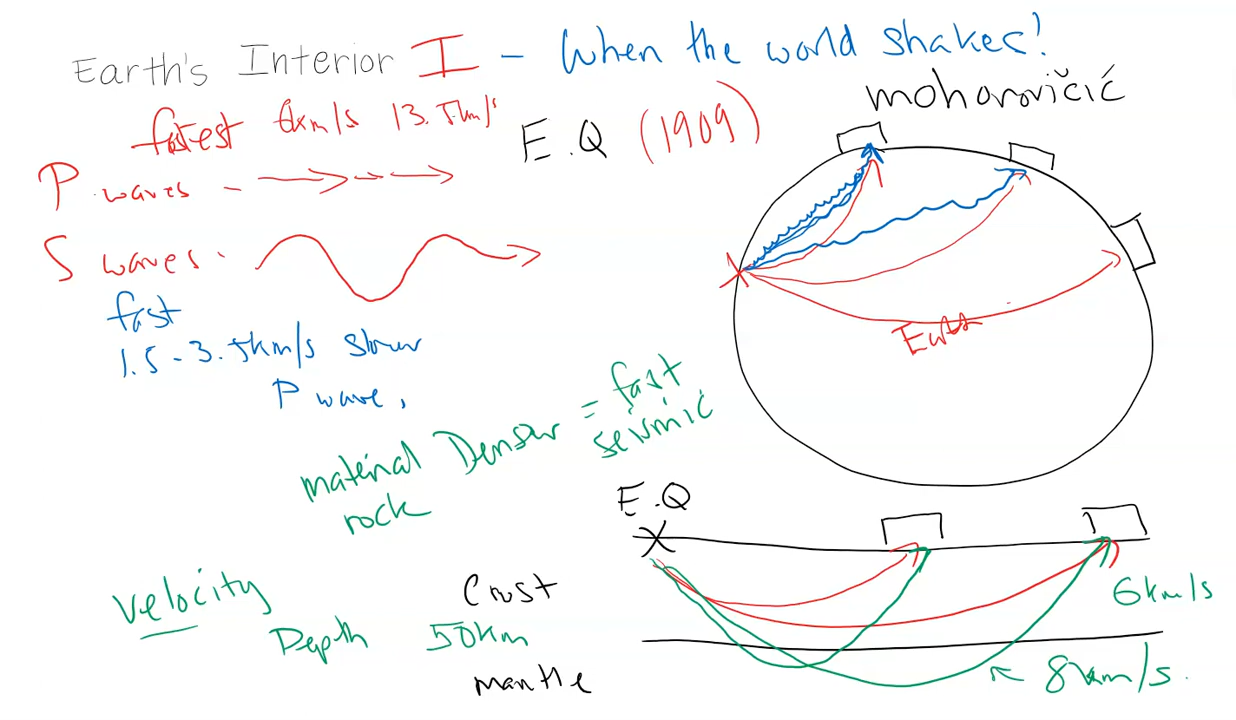 Earth's Interior I - When the world shakes!
fastest 6km/s 13.5km/s
P waves -
S waves -
fast
1.5 - 3.5km/s slower
P wave,
E.Q (1909)
mohorovičić
Earth
material Denser = fast
rock seismic
velocity
Depth 50km
Crust
mantle
E.Q
6km/s
8km/s.